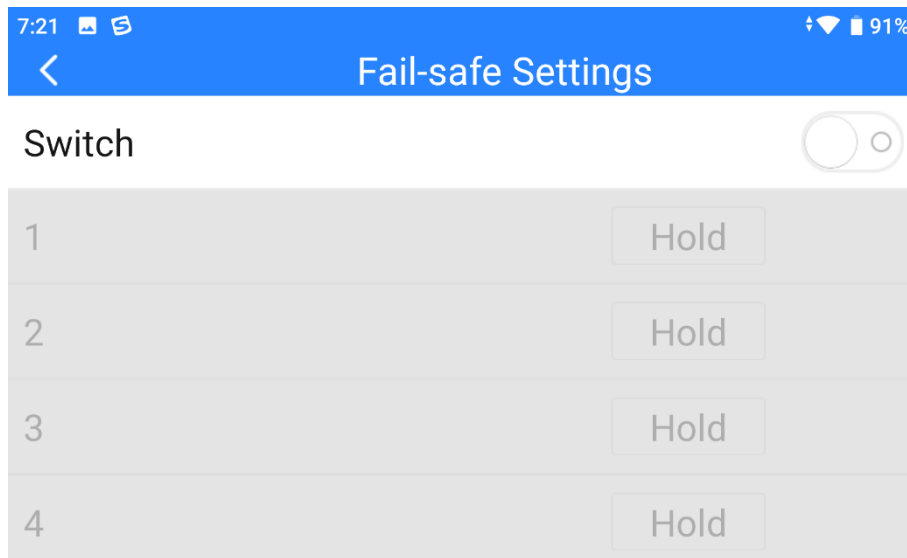 7:21 91%
Fail-safe Settings
Switch
1 Hold
2 Hold
3 Hold
4 Hold